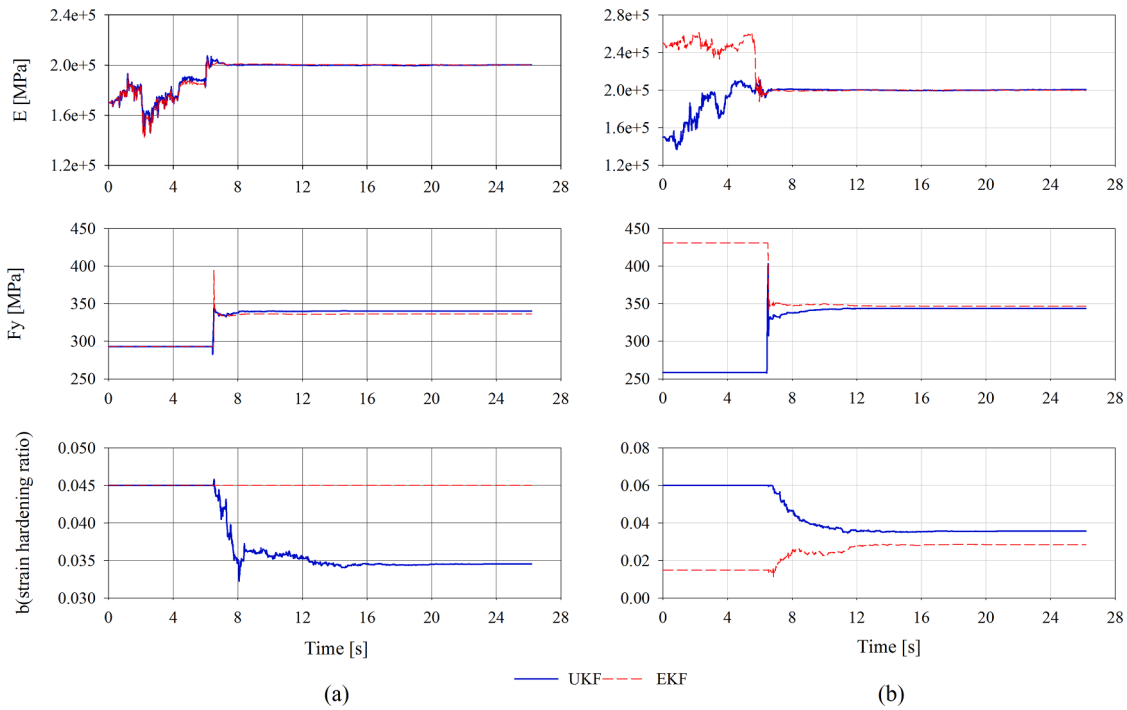 2.4e+5
2.0e+5
1.6e+5
1.2e+5
E [MPa]
0 4 8 12 16 20 24 28
2.8e+5
2.4e+5
2.0e+5
1.6e+5
1.2e+5
0 4 8 12 16 20 24 28
450
400
350
300
250
Fy [MPa]
0 4 8 12 16 20 24 28
450
400
350
300
250
0 4 8 12 16 20 24 28
0.050
0.045
0.040
0.035
0.030
b(strain hardening ratio)
0 4 8 12 16 20 24 28
Time [s]
0.08
0.06
0.04
0.02
0.00
0 4 8 12 16 20 24 28
Time [s]
UKF EKF
(a) (b)